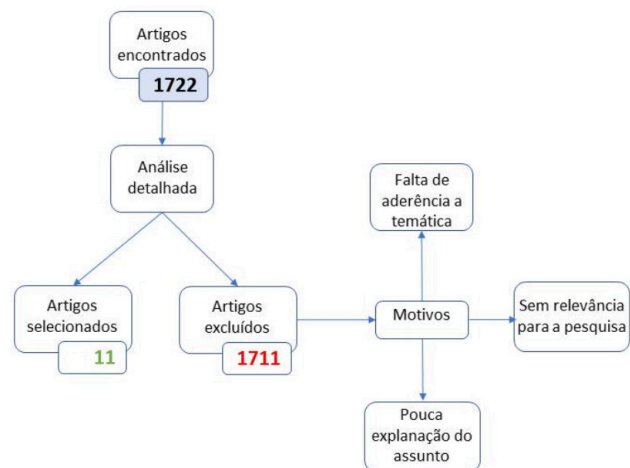 Artigos
encontrados
1722
Análise
detalhada
Artigos
selecionados
11
Artigos
excluídos
1711
Motivos
Falta de
aderência a
temática
Sem relevância
para a pesquisa
Pouca
explanação do
assunto